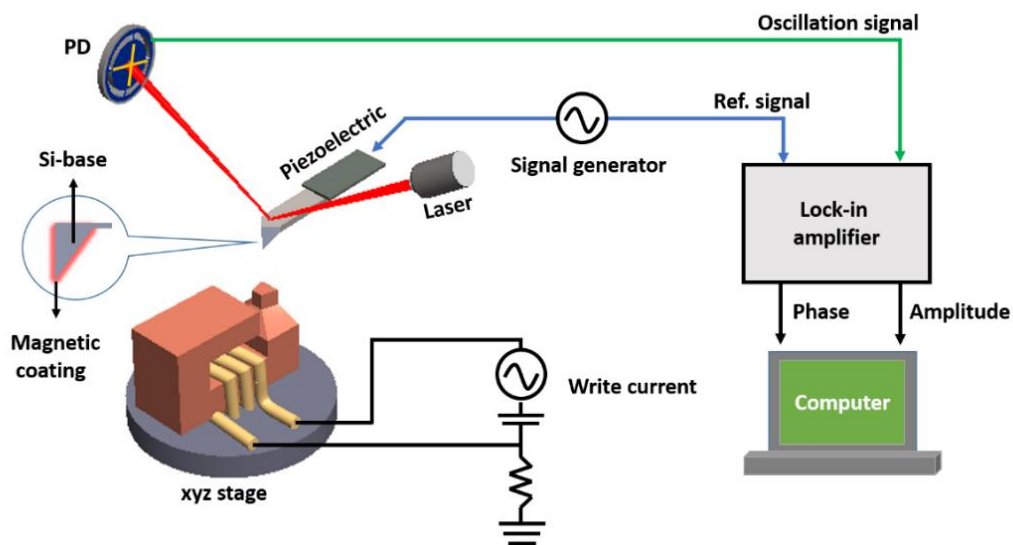 Oscillation signal
PD
Ref. signal
Piezoelectric
Signal generator
Si-base
Laser
Lock-in
amplifier
Magnetic
coating
Phase
Amplitude
Write current
Computer
xyz stage